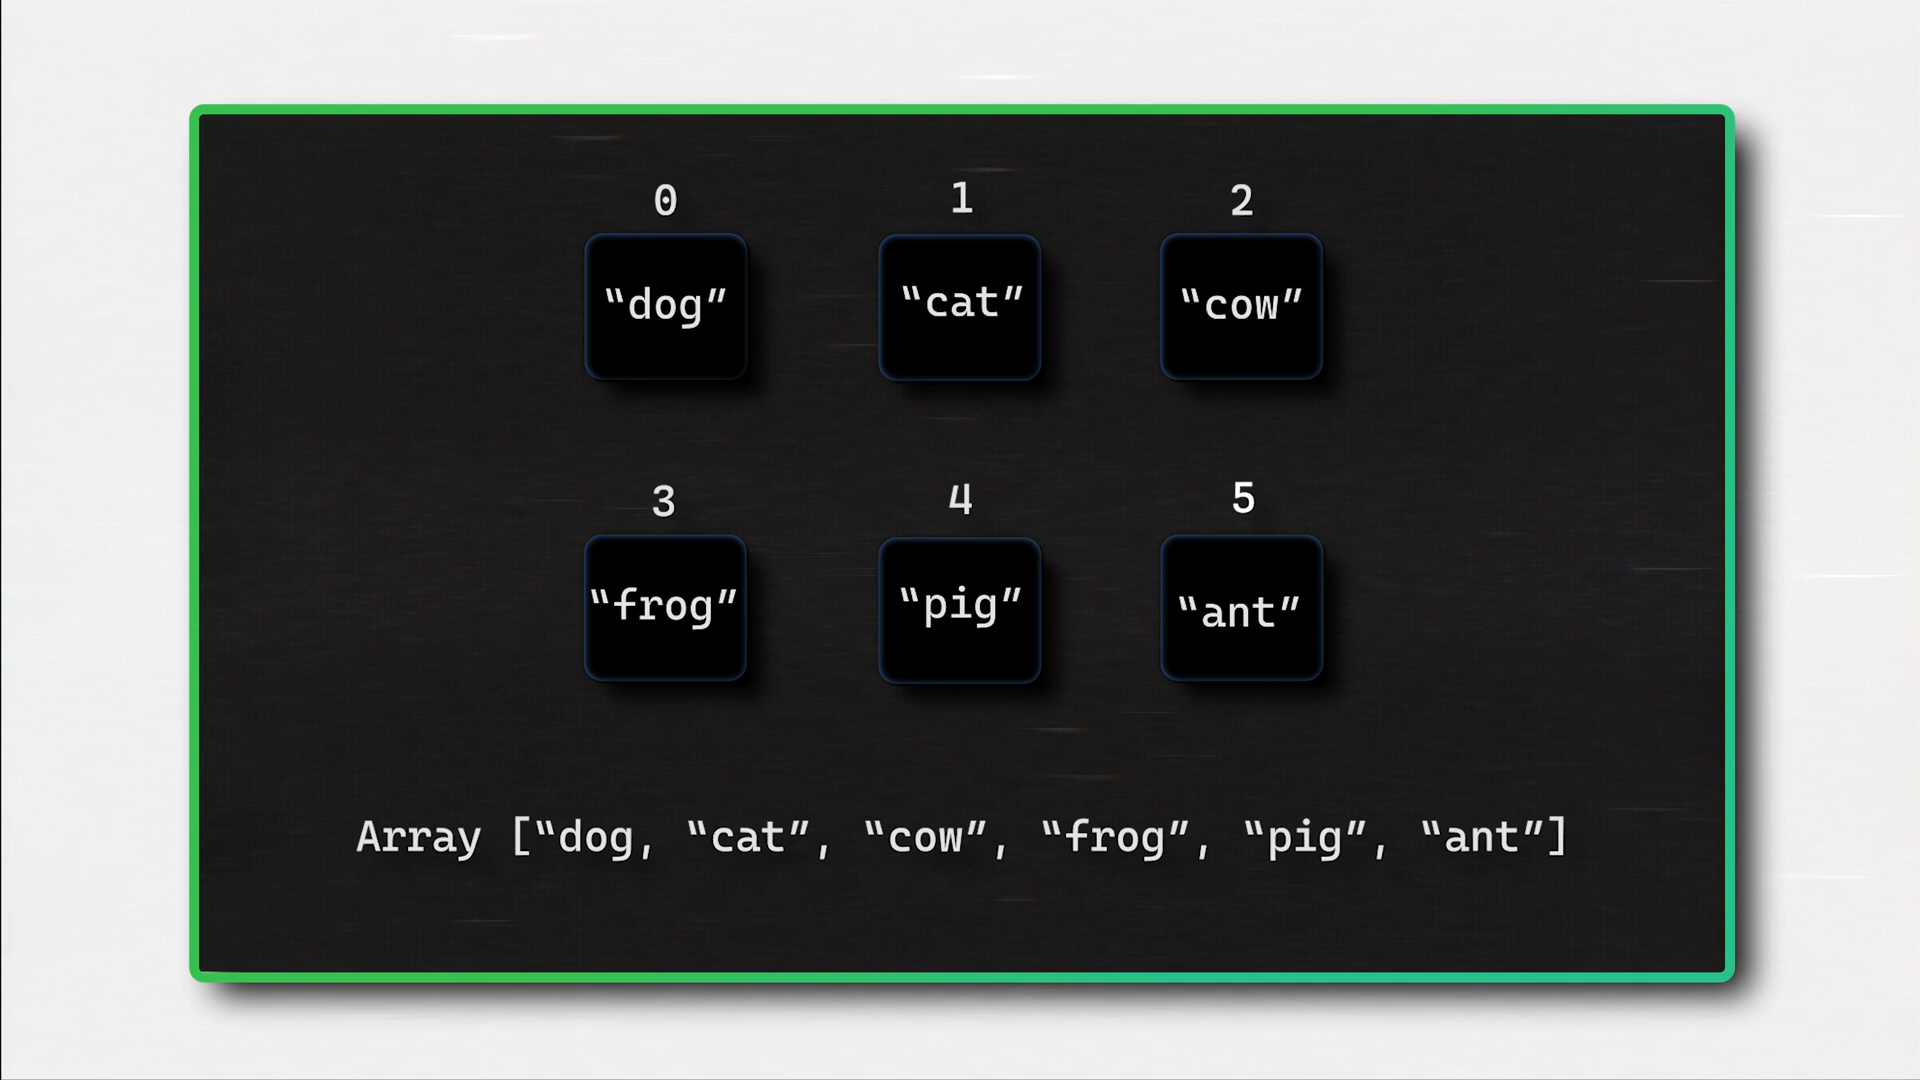 0 1 2
“dog” “cat” “cow”
3 4 5
“frog” “pig” “ant”
Array [“dog, “cat”, “cow”, “frog”, “pig”, “ant”]